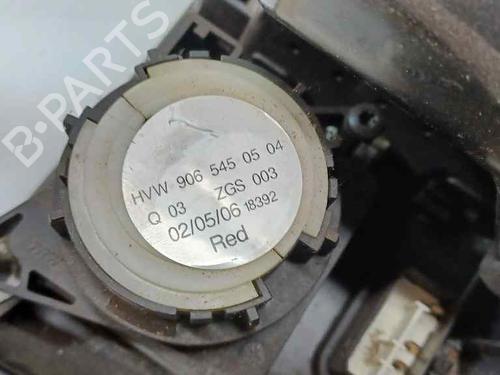 B-PARTS
HVW 906 545 05 04
Q 03 ZGS 003
02/05/06 18392
Red